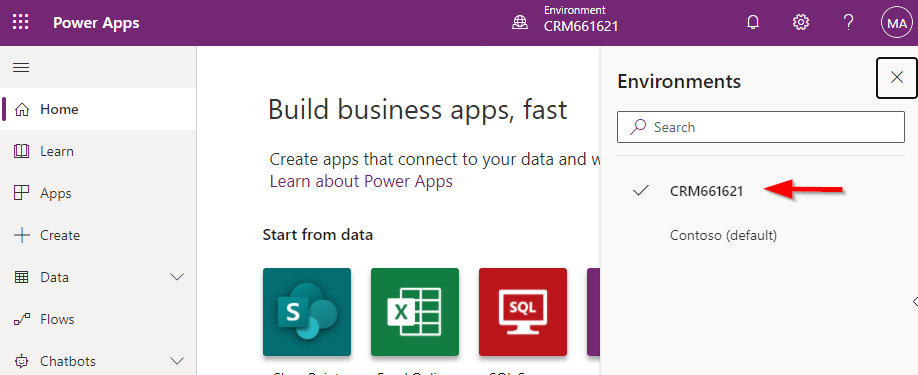 Power Apps
Environment
CRM661621
?
MA
Home
Learn
Apps
Create
Data
Flows
Chatbots
Build business apps, fast
Create apps that connect to your data and w
Learn about Power Apps
Start from data
S
X
SQL
Environments
Search
CRM661621
Contoso (default)